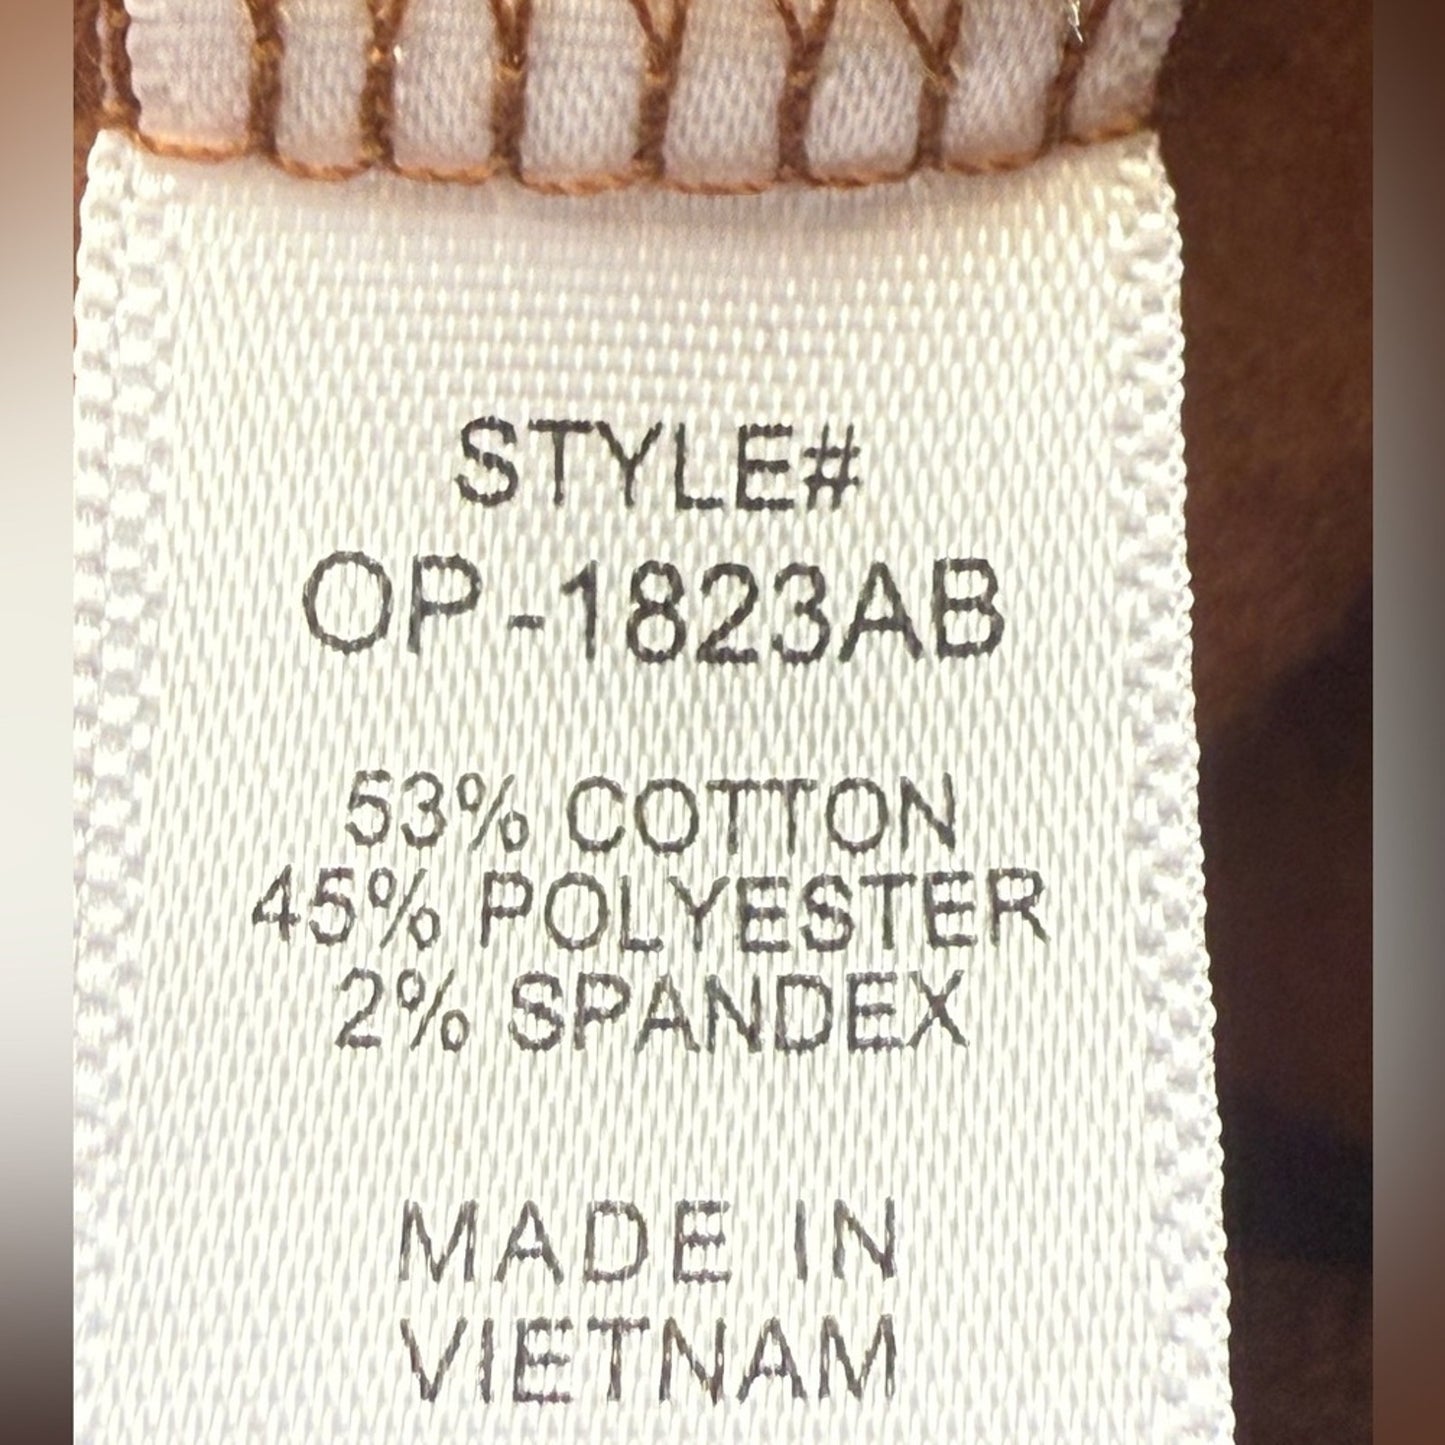 STYLE#
OP-1823AB
53% COTTON
45% POLYESTER
2% SPANDEX
MADE IN
VIETNAM